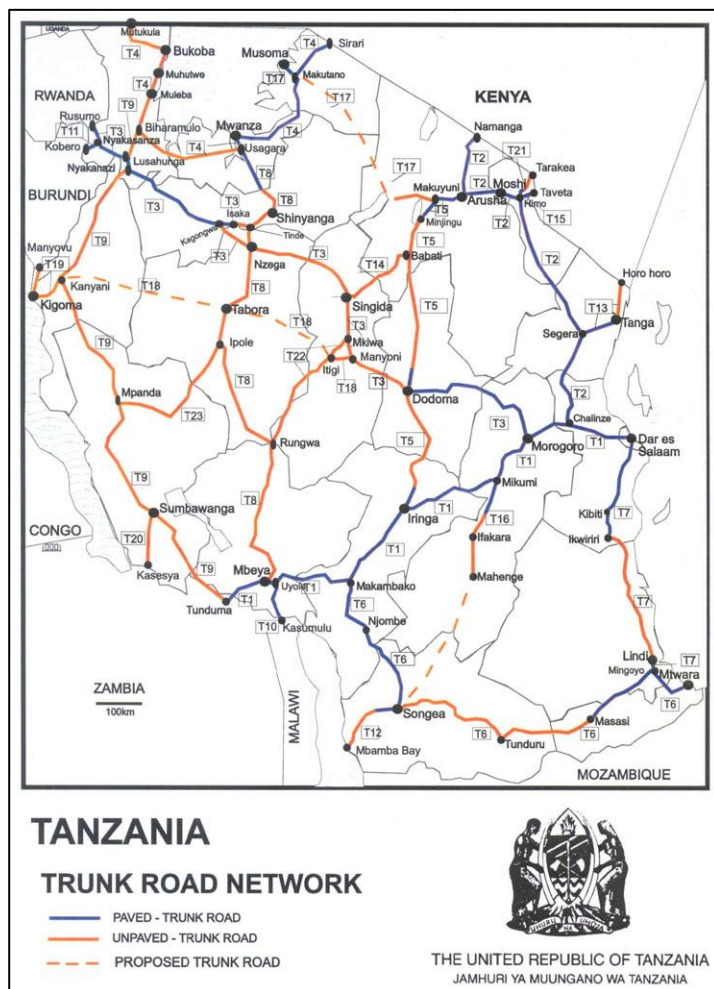 UGANDA
Mutukula
T4
Bukoba
Muhutwe
T4
Muleba
T9
Musoma
T4
Sirari
T17
Makutano
T17
RWANDA
Rusumo
T11
T3
Kobero
Nyakasanza
Biharamulo
Nyakahazi
Lusahunga
Mwanza
T4
Usagara
T4
T8
KENYA
Namanga
T2
T21
Tarakea
T17
Makuyuni
T2
Moshi
Taveta
Arusha
Himo
T5
T15
Minjingu
T2
BURUNDI
T3
T3
Isaka
T8
Shinyanga
Kagongwa
Tinde
T3
T3
Nzega
T14
T5
Babati
T2
Manyovu
T9
T19
Kanyani
T18
Kigoma
T8
Tabora
Singida
T18
T3
Mkiwa
T5
Horo horo
T13
Segera
Tanga
Ipole
T22
Itigi
Manyoni
T18
T3
T9
Mpanda
T23
T8
Rungwa
Dodoma
T3
T2
Chalinze
T1
Dar es
Salaam
Morogoro
T5
T1
Mikumi
T9
T8
Sumbawanga
T20
T9
Kasesya
CONGO
(DCO)
Iringa
T1
T16
Ifakara
Mahenge
Kibiti
T7
Ikwiriri
T1
Mbeya
Uyole
T1
Makambako
T1
Tunduma
T10
Kasumulu
T6
Njombe
T7
ZAMBIA
100km
MALAWI
T6
Songea
T12
Mbamba Bay
T6
Tunduru
T6
Masasi
Lindi
Mingoyo
T7
Mtwara
T6
MOZAMBIQUE
TANZANIA
TRUNK ROAD NETWORK
PAVED - TRUNK ROAD
UNPAVED - TRUNK ROAD
PROPOSED TRUNK ROAD
UHURU NA UMOJA
THE UNITED REPUBLIC OF TANZANIA
JAMHURI YA MUUNGANO WA TANZANIA